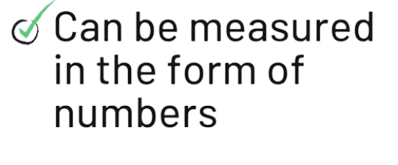 Can be measured
in the form of
numbers